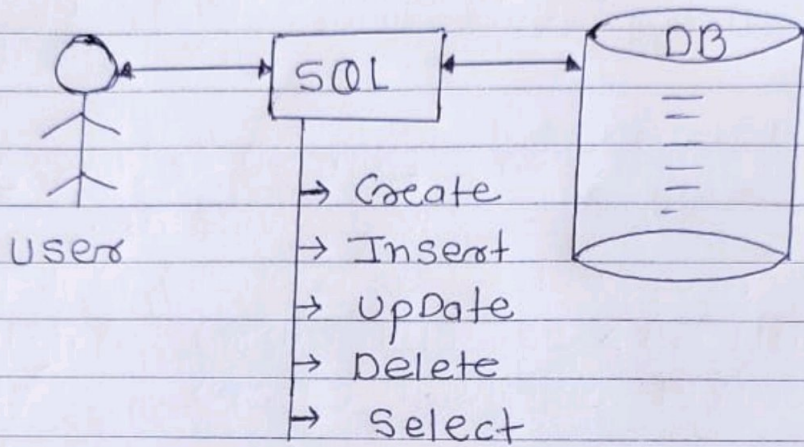 SQL
DB
User
→ Create
→ Insert
→ UpDate
→ Delete
→ Select